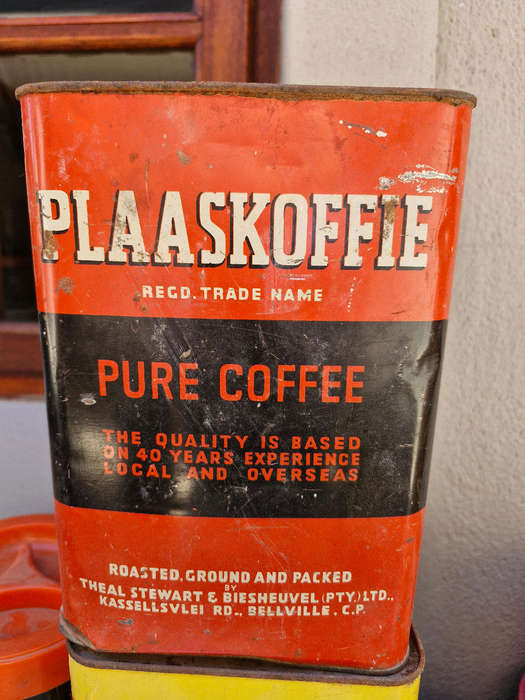 PLAASKOFFIE
REGD. TRADE NAME
PURE COFFEE
THE QUALITY IS BASED
ON 40 YEARS EXPERIENCE
LOCAL AND OVERSEAS
ROASTED, GROUND AND PACKED
BY
THEAL STEWART & BIESHEUVEL (PTY.) LTD.,
KASSELLSVLEI RD., BELLVILLE, C.P.